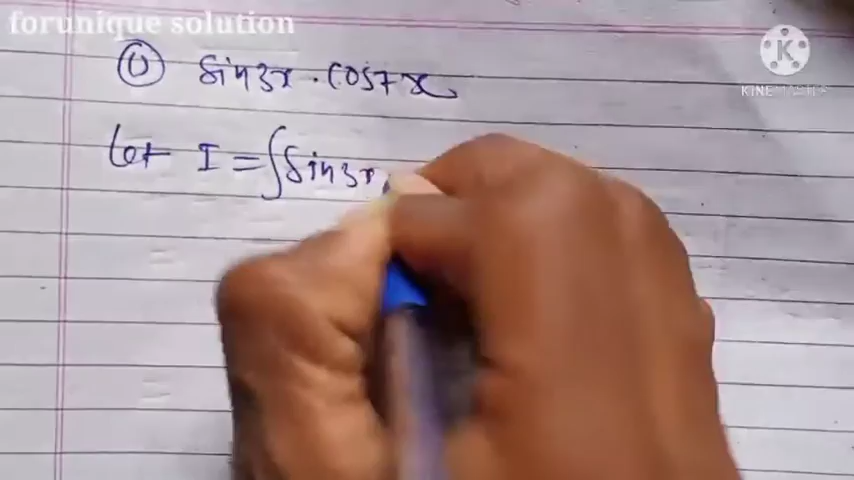 forunique solution
KINEMASTER
(1) Sin3x . Cos7x
Let I = ∫Sin3x